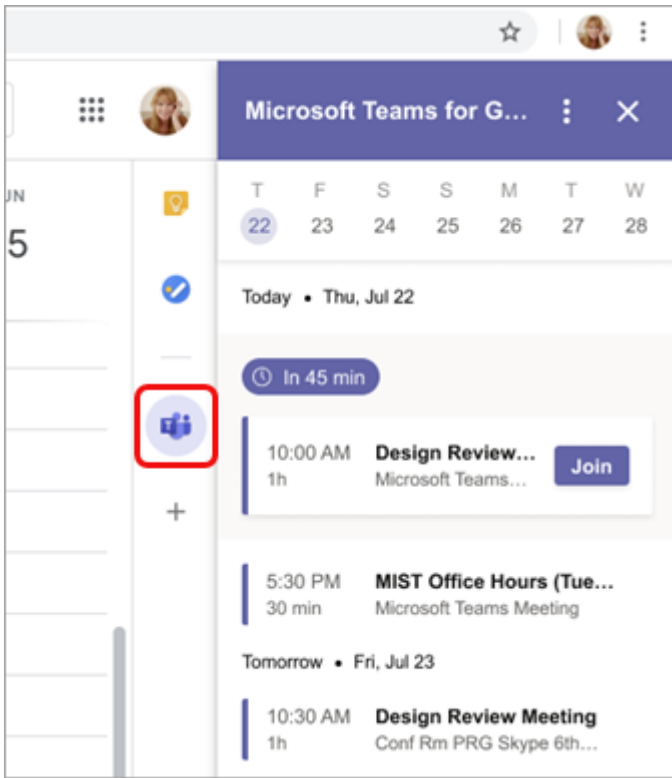 Microsoft Teams for G...
JN
5
T F S S M T W
22 23 24 25 26 27 28
Today • Thu, Jul 22
In 45 min
10:00 AM Design Review...
1h Microsoft Teams...
Join
5:30 PM MIST Office Hours (Tue...
30 min Microsoft Teams Meeting
Tomorrow • Fri, Jul 23
10:30 AM Design Review Meeting
1h Conf Rm PRG Skype 6th...